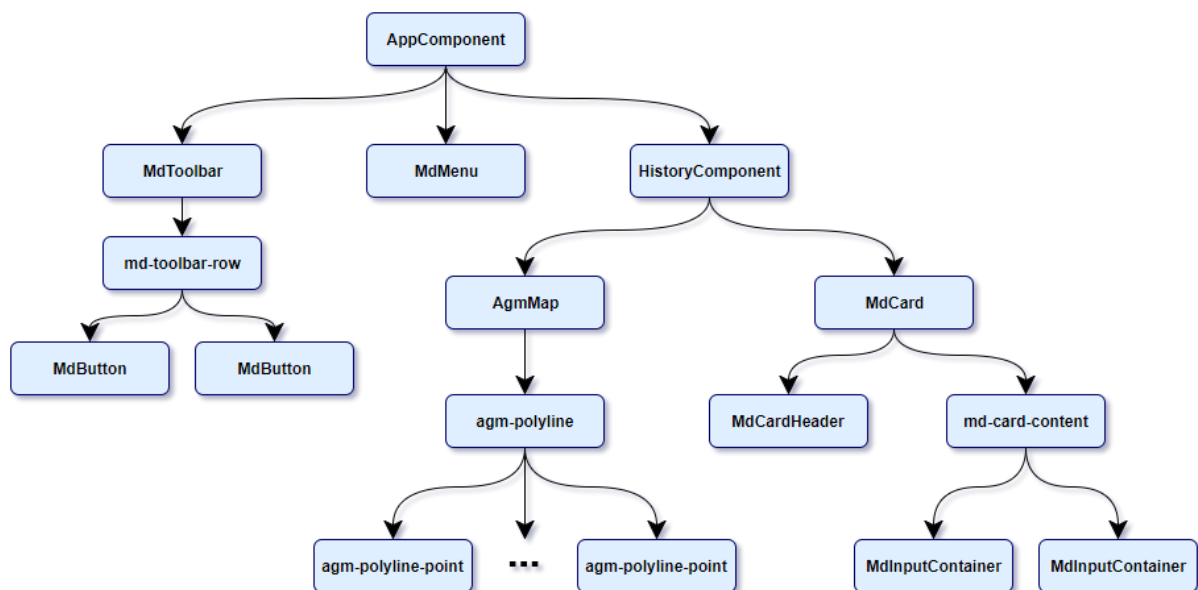 AppComponent
MdToolbar
MdMenu
HistoryComponent
md-toolbar-row
AgmMap
MdCard
MdButton
MdButton
agm-polyline
MdCardHeader
md-card-content
agm-polyline-point
...
agm-polyline-point
MdInputContainer
MdInputContainer